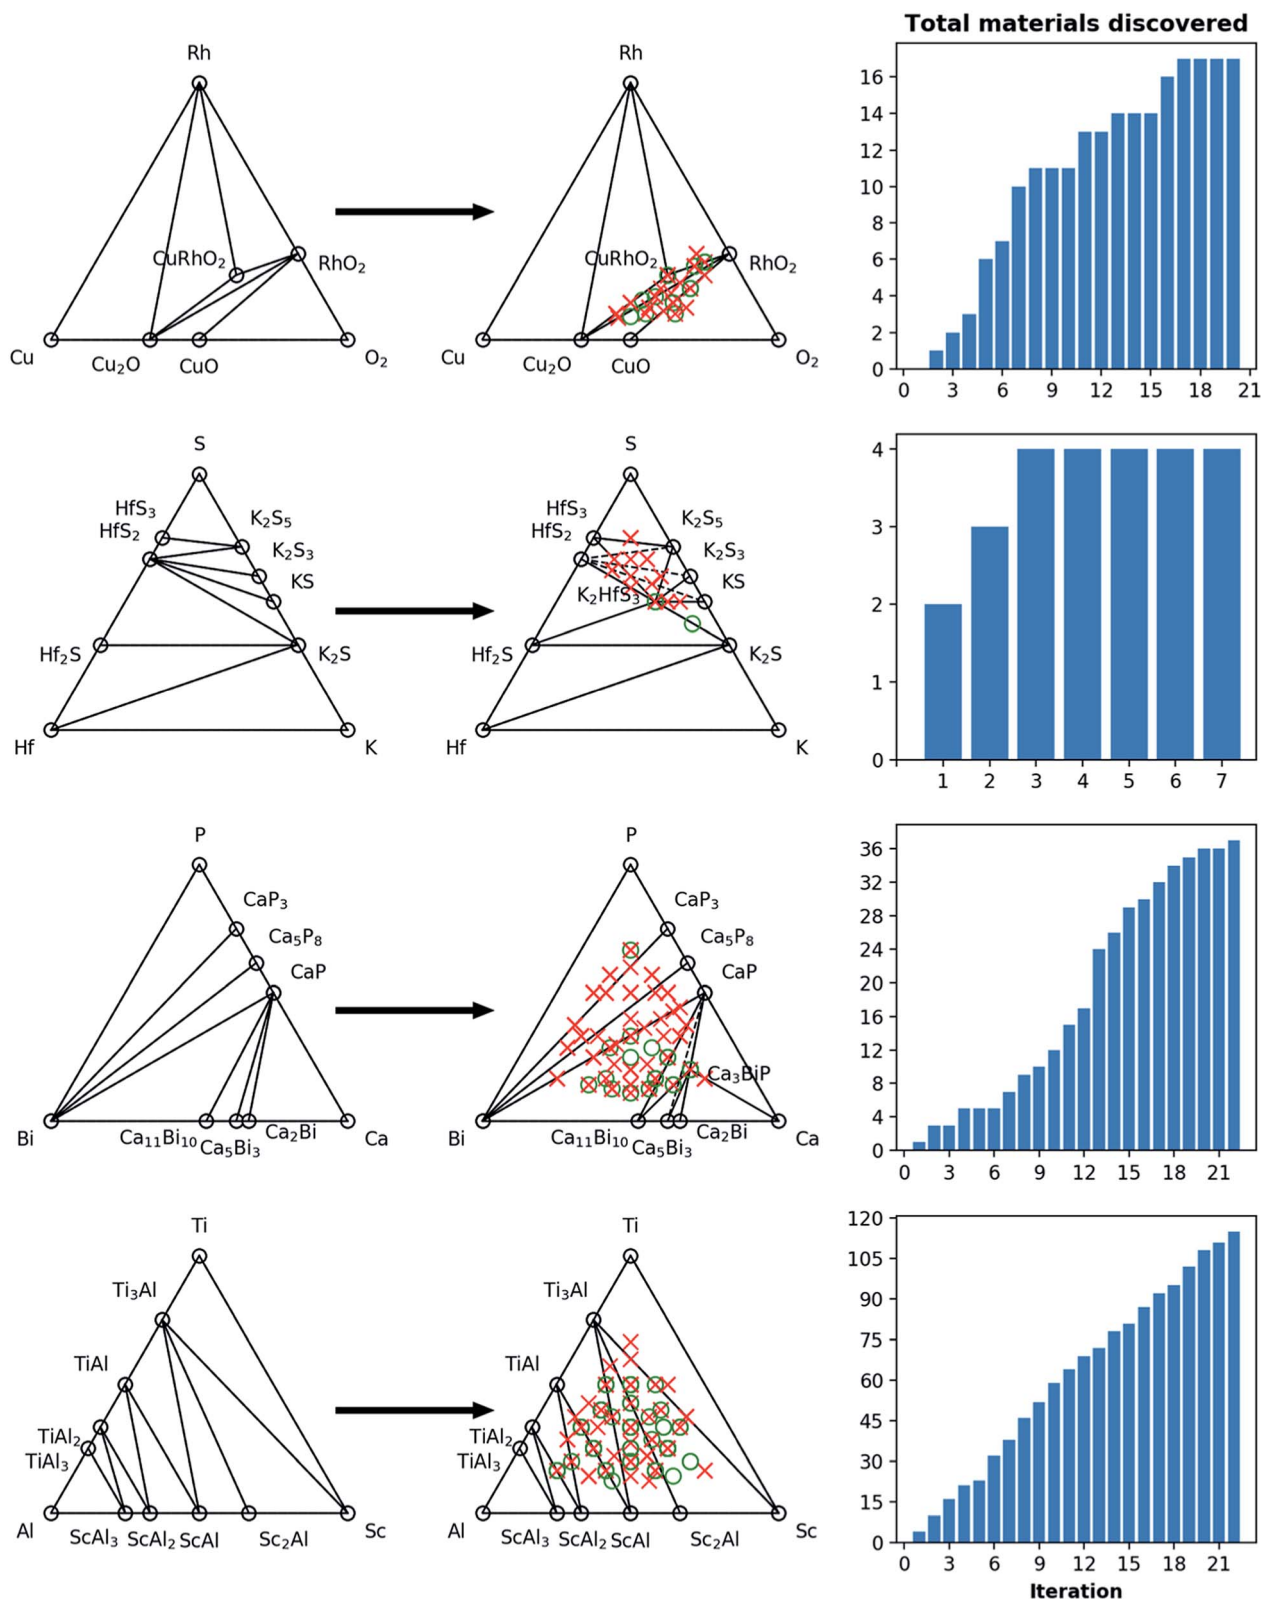 Total materials discovered
Rh
CuRhO₂
RhO₂
Cu
Cu₂O
CuO
O₂
Rh
CuRhO₂
RhO₂
Cu
Cu₂O
CuO
O₂
16
14
12
10
8
6
4
2
0
0 3 6 9 12 15 18 21
S
HfS₃
HfS₂
K₂S₅
K₂S₃
KS
Hf₂S
K₂S
Hf
K
S
HfS₃
HfS₂
K₂S₅
K₂S₃
KS
K₂HfS₃
Hf₂S
K₂S
Hf
K
4
3
2
1
0
1 2 3 4 5 6 7
P
CaP₃
Ca₅P₈
CaP
Bi
Ca₁₁Bi₁₀
Ca₅Bi₃
Ca₂Bi
Ca
P
CaP₃
Ca₅P₈
CaP
Ca₃BiP
Bi
Ca₁₁Bi₁₀
Ca₅Bi₃
Ca₂Bi
Ca
36
32
28
24
20
16
12
8
4
0
0 3 6 9 12 15 18 21
Ti
Ti₃Al
TiAl
TiAl₂
TiAl₃
Al
ScAl₃
ScAl₂
ScAl
Sc₂Al
Sc
Ti
Ti₃Al
TiAl
TiAl₂
TiAl₃
Al
ScAl₃
ScAl₂
ScAl
Sc₂Al
Sc
120
105
90
75
60
45
30
15
0
0 3 6 9 12 15 18 21
Iteration